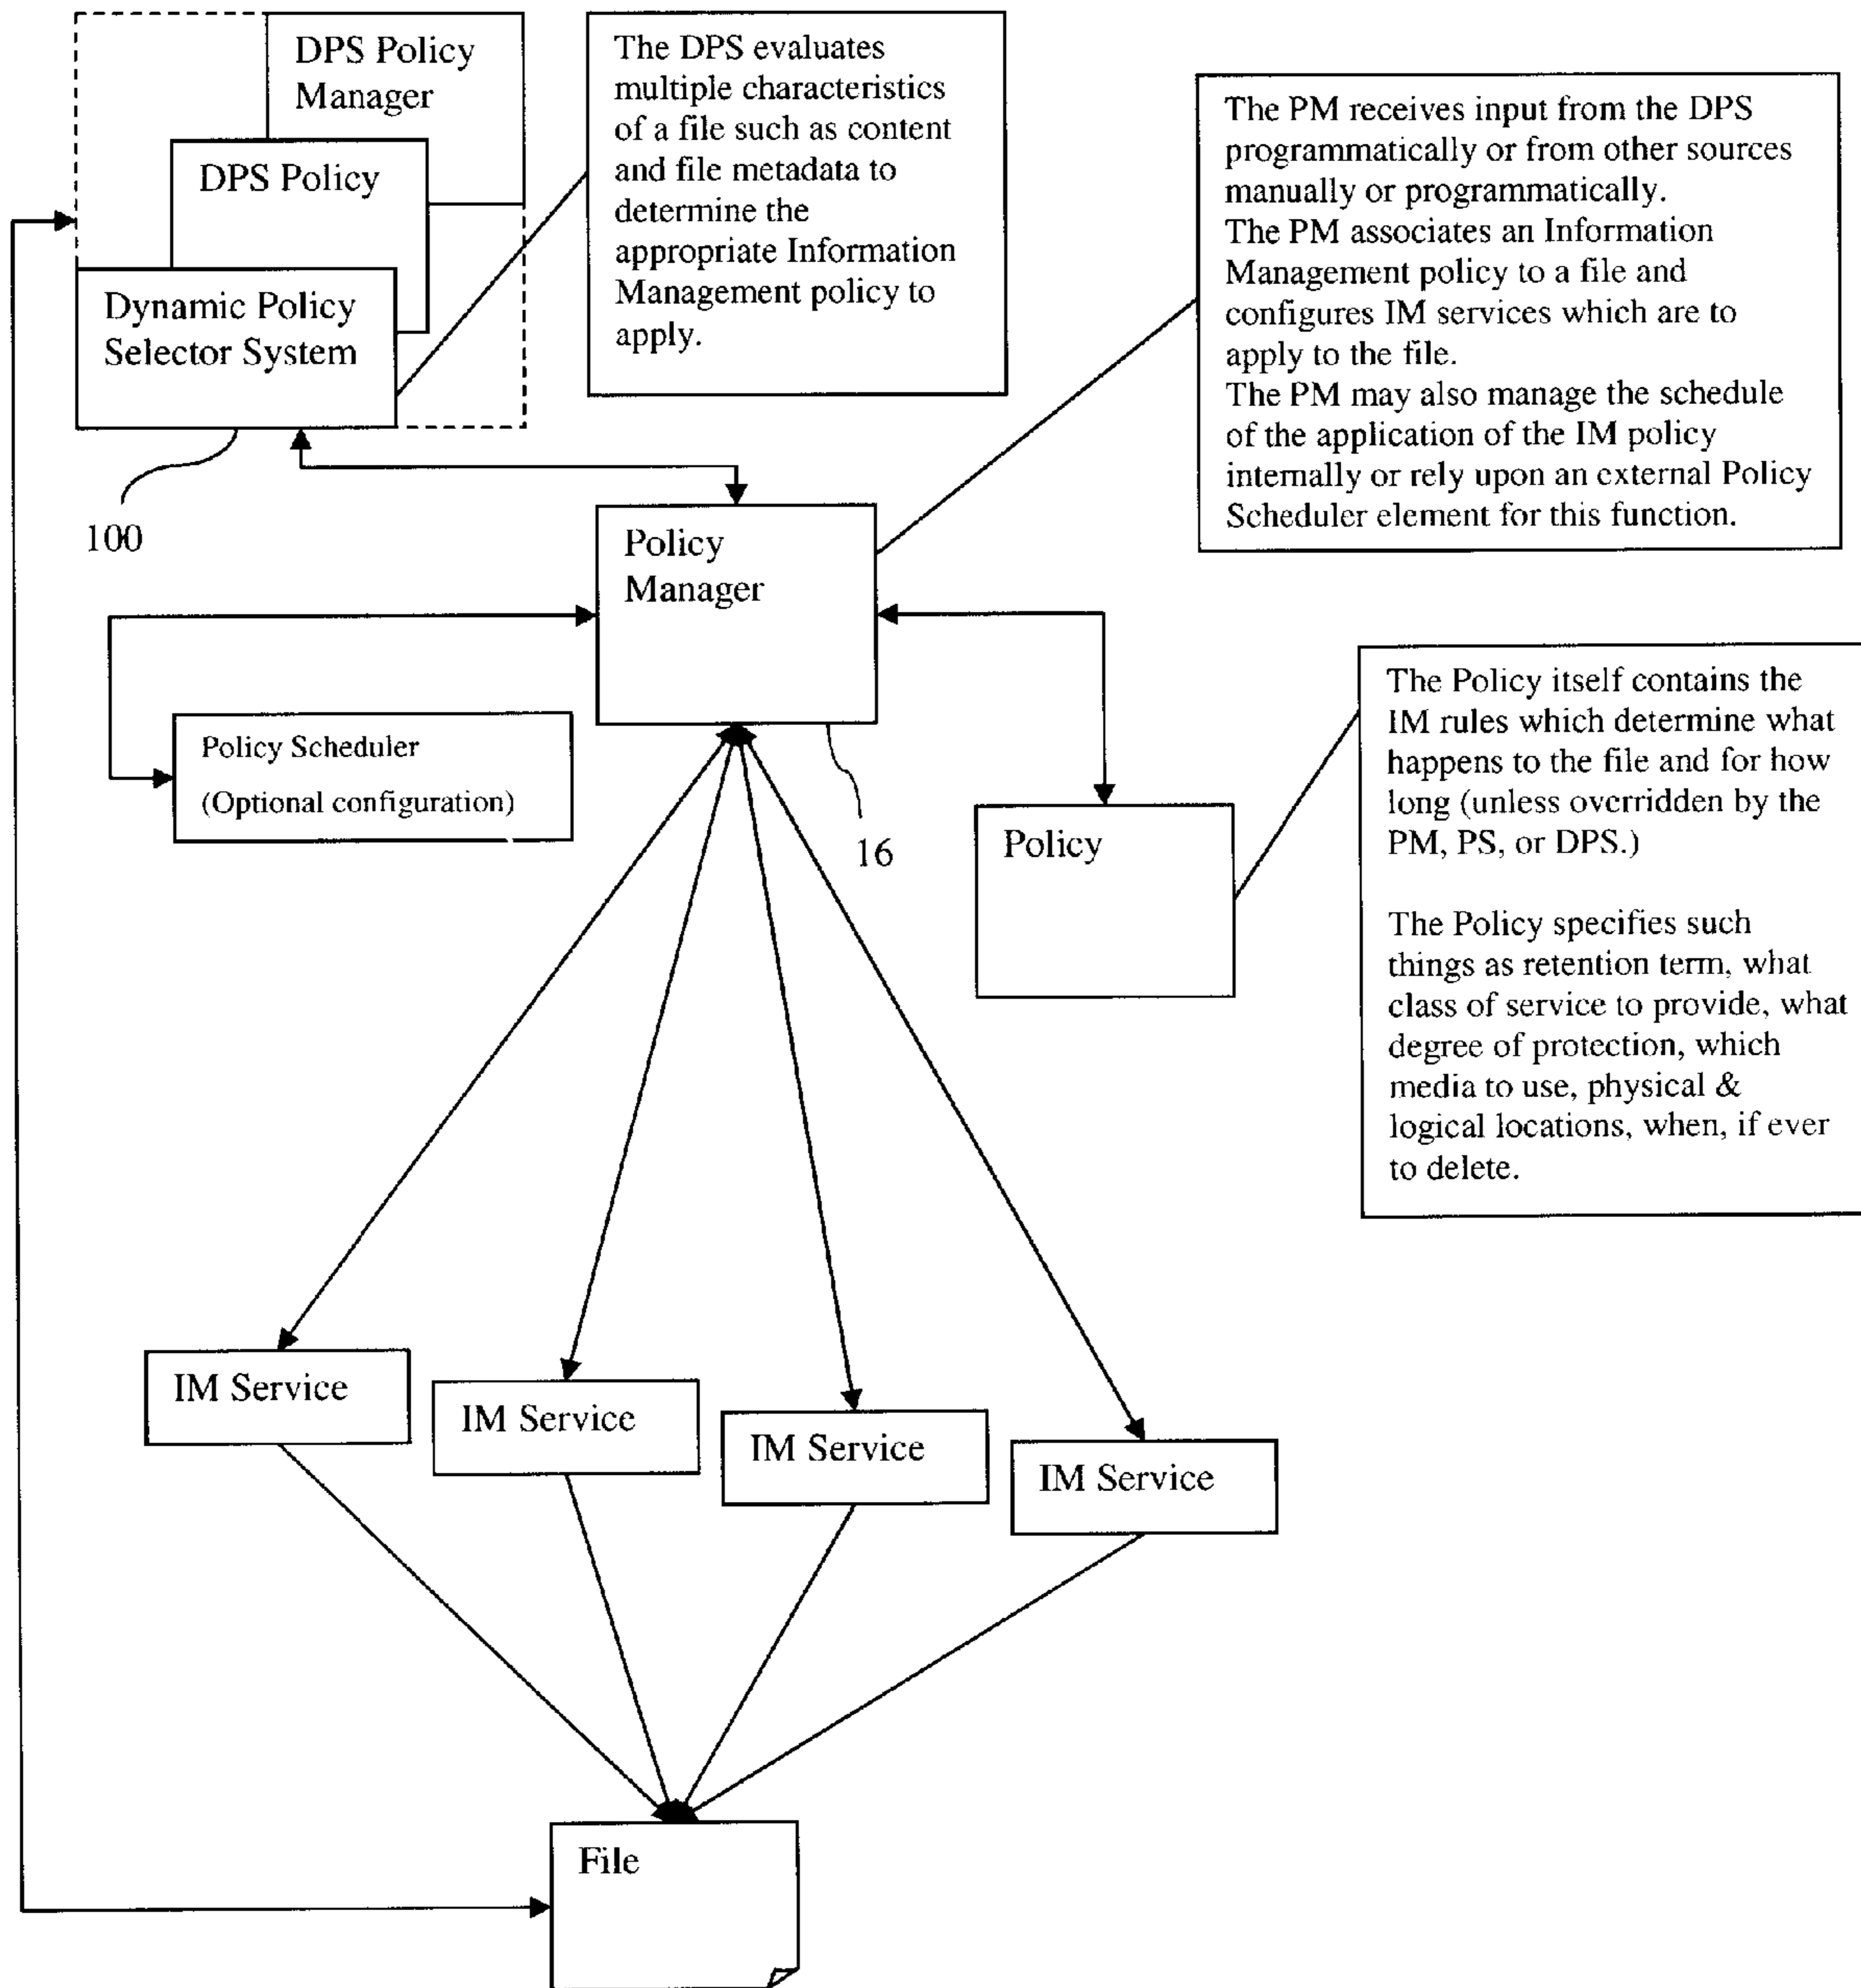 DPS Policy
Manager
DPS Policy
Dynamic Policy
Selector System
100
The DPS evaluates
multiple characteristics
of a file such as content
and file metadata to
determine the
appropriate Information
Management policy to
apply.
The PM receives input from the DPS
programmatically or from other sources
manually or programmatically.
The PM associates an Information
Management policy to a file and
configures IM services which are to
apply to the file.
The PM may also manage the schedule
of the application of the IM policy
internally or rely upon an external Policy
Scheduler element for this function.
Policy
Manager
16
Policy Scheduler
(Optional configuration)
Policy
The Policy itself contains the
IM rules which determine what
happens to the file and for how
long (unless overridden by the
PM, PS, or DPS.)
The Policy specifies such
things as retention term, what
class of service to provide, what
degree of protection, which
media to use, physical &
logical locations, when, if ever
to delete.
IM Service
IM Service
IM Service
IM Service
File